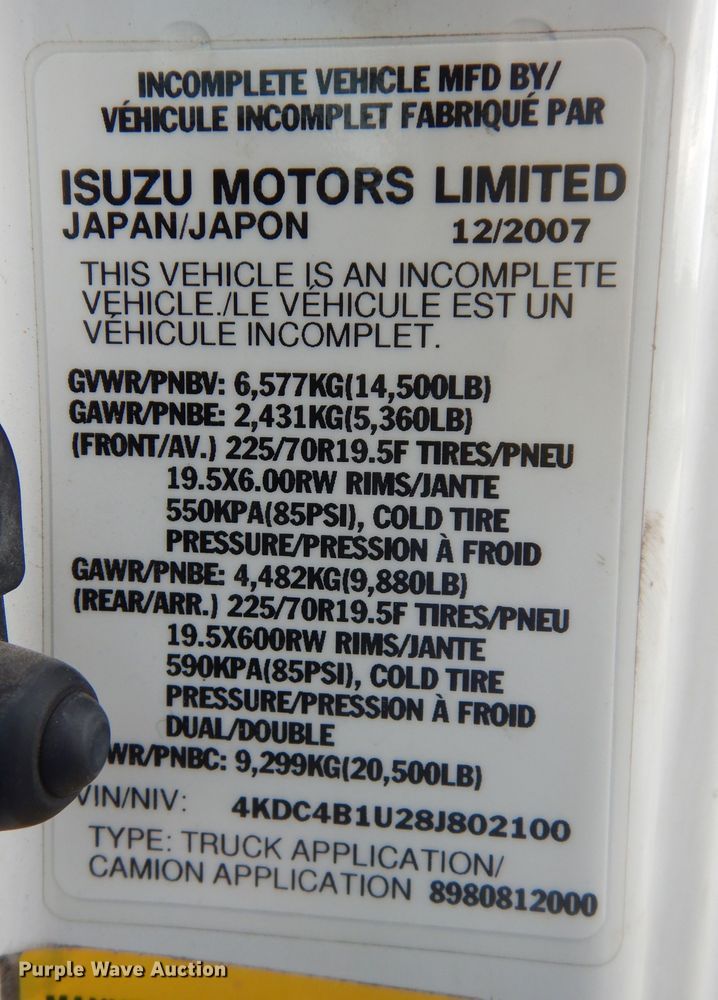 INCOMPLETE VEHICLE MFD BY/
VÉHICULE INCOMPLET FABRIQUÉ PAR
ISUZU MOTORS LIMITED
JAPAN/JAPON 12/2007
THIS VEHICLE IS AN INCOMPLETE
VEHICLE./LE VÉHICULE EST UN
VÉHICULE INCOMPLET.
GVWR/PNBV: 6,577KG(14,500LB)
GAWR/PNBE: 2,431KG(5,360LB)
(FRONT/AV.) 225/70R19.5F TIRES/PNEU
19.5X6.00RW RIMS/JANTE
550KPA(85PSI), COLD TIRE
PRESSURE/PRESSION À FROID
GAWR/PNBE: 4,482KG(9,880LB)
(REAR/ARR.) 225/70R19.5F TIRES/PNEU
19.5X600RW RIMS/JANTE
590KPA(85PSI), COLD TIRE
PRESSURE/PRESSION À FROID
DUAL/DOUBLE
WR/PNBC: 9,299KG(20,500LB)
VIN/NIV: 4KDC4B1U28J802100
TYPE: TRUCK APPLICATION/
CAMION APPLICATION 8980812000
Purple Wave Auction